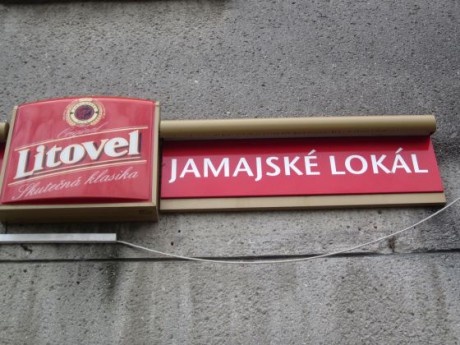 Litovel
Skutečná klasika
JAMAJSKÉ LOKÁL